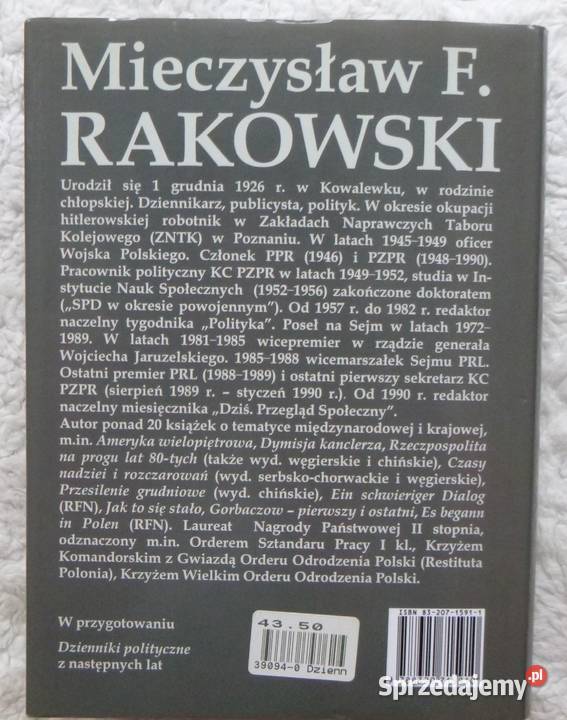 Mieczysław F.
RAKOWSKI
Urodził się 1 grudnia 1926 r. w Kowalewku, w rodzinie
chłopskiej. Dziennikarz, publicysta, polityk. W okresie okupacji
hitlerowskiej robotnik w Zakładach Naprawczych Taboru
Kolejowego (ZNTK) w Poznaniu. W latach 1945-1949 oficer
Wojska Polskiego. Członek PPR (1946) i PZPR (1948-1990).
Pracownik polityczny KC PZPR w latach 1949-1952, studia w In-
stytucie Nauk Społecznych (1952-1956) zakończone doktoratem
(„SPD w okresie powojennym”). Od 1957 r. do 1982 r. redaktor
naczelny tygodnika „Polityka”. Poseł na Sejm w latach 1972-
1989. W latach 1981-1985 wicepremier w rządzie generała
Wojciecha Jaruzelskiego. 1985-1988 wicemarszałek Sejmu PRL.
Ostatni premier PRL (1988-1989) i ostatni pierwszy sekretarz KC
PZPR (sierpień 1989 r. – styczeń 1990 r.). Od 1990 r. redaktor
naczelny miesięcznika „Dziś. Przegląd Społeczny”.
Autor ponad 20 książek o tematyce międzynarodowej i krajowej,
m.in. Ameryka wielopiętrowa, Dymisja kanclerza, Rzeczpospolita
na progu lat 80-tych (także wyd. węgierskie i chińskie), Czasy
nadziei i rozczarowań (wyd. serbsko-chorwackie i węgierskie),
Przesilenie grudniowe (wyd. chińskie), Ein schwieriger Dialog
(RFN), Jak to się stało, Gorbaczow – pierwszy i ostatni, Es begann
in Polen (RFN). Laureat Nagrody Państwowej II stopnia,
odznaczony m.in. Orderem Sztandaru Pracy I kl., Krzyżem
Komandorskim z Gwiazdą Orderu Odrodzenia Polski (Restituta
Polonia), Krzyżem Wielkim Orderu Odrodzenia Polski.
W przygotowaniu
Dzienniki polityczne
z następnych lat
43.50
39094-0 Dzienn
ISBN 83-207-1591-1
Sprzedajemy.pl